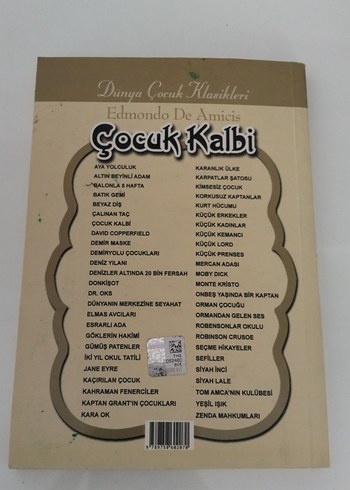 Dünya Çocuk Klasikleri
Edmondo De Amicis
Çocuk Kalbi
AYA YOLCULUK
ALTIN BEYİNLİ ADAM
BALONLA 5 HAFTA
BATIK GEMİ
BEYAZ DİŞ
ÇALINAN TAÇ
ÇOCUK KALBİ
DAVID COPPERFIELD
DEMİR MASKE
DEMİRYOLU ÇOCUKLARI
DENİZ YILANI
DENİZLER ALTINDA 20 BİN FERSAH
DONKİŞOT
DR. OKS
DÜNYANIN MERKEZİNE SEYAHAT
ELMAS AVCILARI
ESRARLI ADA
GÖKLERİN HAKİMİ
GÜMÜŞ PATENLER
İKİ YIL OKUL TATİLİ
JANE EYRE
KAÇIRILAN ÇOCUK
KAHRAMAN FENERCİLER
KAPTAN GRANT'IN ÇOCUKLARI
KARA OK
KARANLIK ÜLKE
KARPATLAR ŞATOSU
KİMSESİZ ÇOCUK
KORKUSUZ KAPTANLAR
KURT HÜCUMU
KÜÇÜK ERKEKLER
KÜÇÜK KADINLAR
KÜÇÜK KEMANCI
KÜÇÜK LORD
KÜÇÜK PRENSES
MERCAN ADASI
MOBY DICK
MONTE KRİSTO
ONBEŞ YAŞINDA BİR KAPTAN
ORMAN ÇOCUĞU
ORMANDAN GELEN SES
ROBENSONLAR OKULU
ROBINSON CRUSOE
SEÇME HİKAYELER
SEFİLLER
SİYAH İNCİ
SİYAH LALE
TOM AMCA'NIN KULÜBESİ
YEŞİL IŞIK
ZENDA MAHKUMLARI